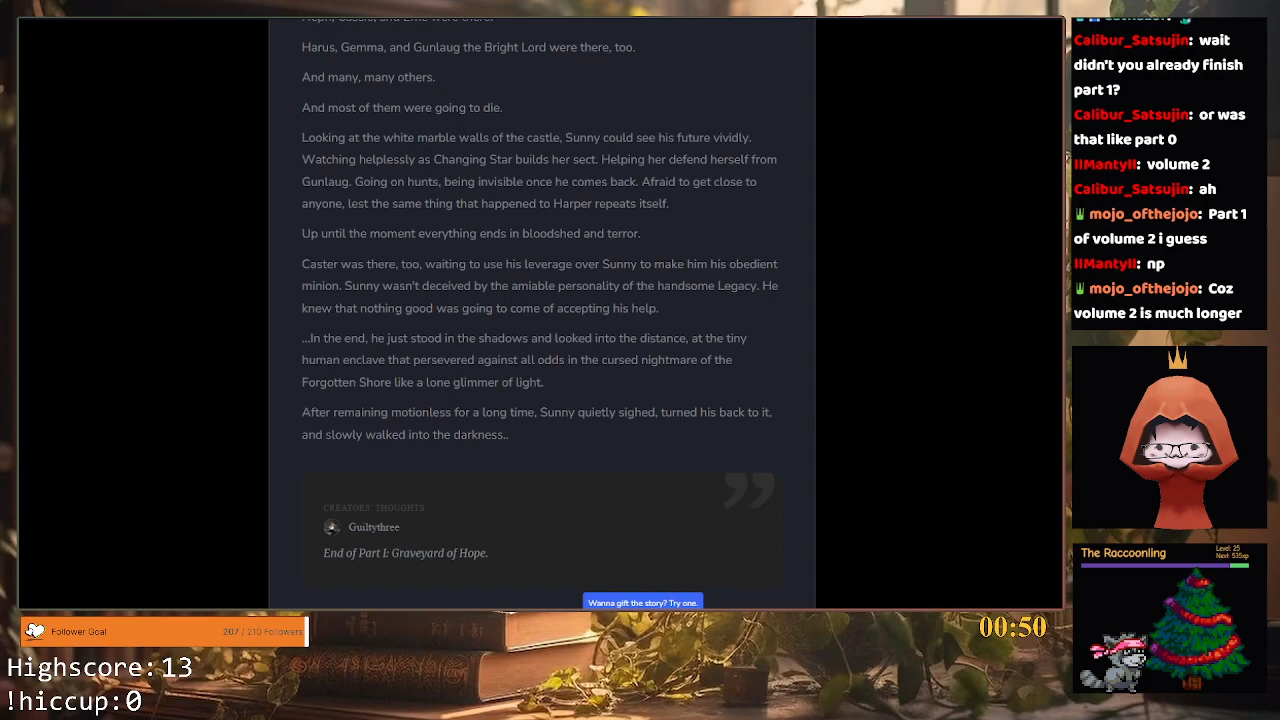 Harus, Gemma, and Gunlaug the Bright Lord were there, too.
And many, many others.
And most of them were going to die.
Looking at the white marble walls of the castle, Sunny could see his future vividly.
Watching helplessly as Changing Star builds her sect. Helping her defend herself from
Gunlaug. Going on hunts, being invisible once he comes back. Afraid to get close to
anyone, lest the same thing that happened to Harper repeats itself.
Up until the moment everything ends in bloodshed and terror.
Caster was there, too, waiting to use his leverage over Sunny to make him his obedient
minion. Sunny wasn't deceived by the amiable personality of the handsome Legacy. He
knew that nothing good was going to come of accepting his help.
...In the end, he just stood in the shadows and looked into the distance, at the tiny
human enclave that persevered against all odds in the cursed nightmare of the
Forgotten Shore like a lone glimmer of light.
After remaining motionless for a long time, Sunny quietly sighed, turned his back to it,
and slowly walked into the darkness..
CREATORS' THOUGHTS
Guiltythree
End of Part I: Graveyard of Hope.
Wanna gift the story? Try one.
Calibur_Satsujin: wait
didn't you already finish
part 1?
Calibur_Satsujin: or was
that like part 0
IIMantyII: volume 2
Calibur_Satsujin: ah
mojo_ofthejojo: Part 1
of volume 2 i guess
IIMantyII: np
mojo_ofthejojo: Coz
volume 2 is much longer
The Raccoonling
Level: 25
Next: 535xp
Follower Goal
207 / 210 Followers
00:50
Highscore:13
!hiccup:0